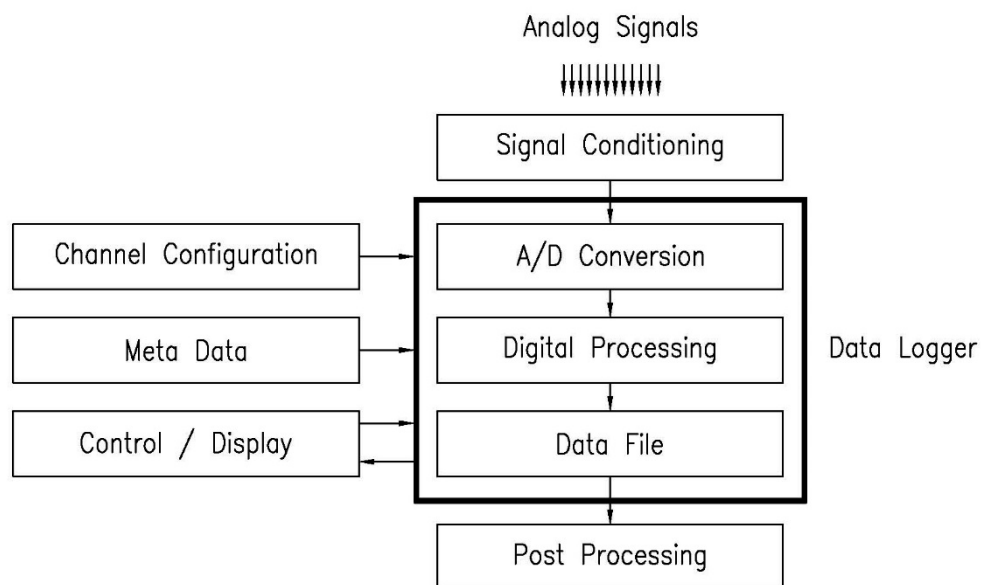 Analog Signals
Signal Conditioning
Channel Configuration
A/D Conversion
Meta Data
Digital Processing
Data Logger
Control / Display
Data File
Post Processing